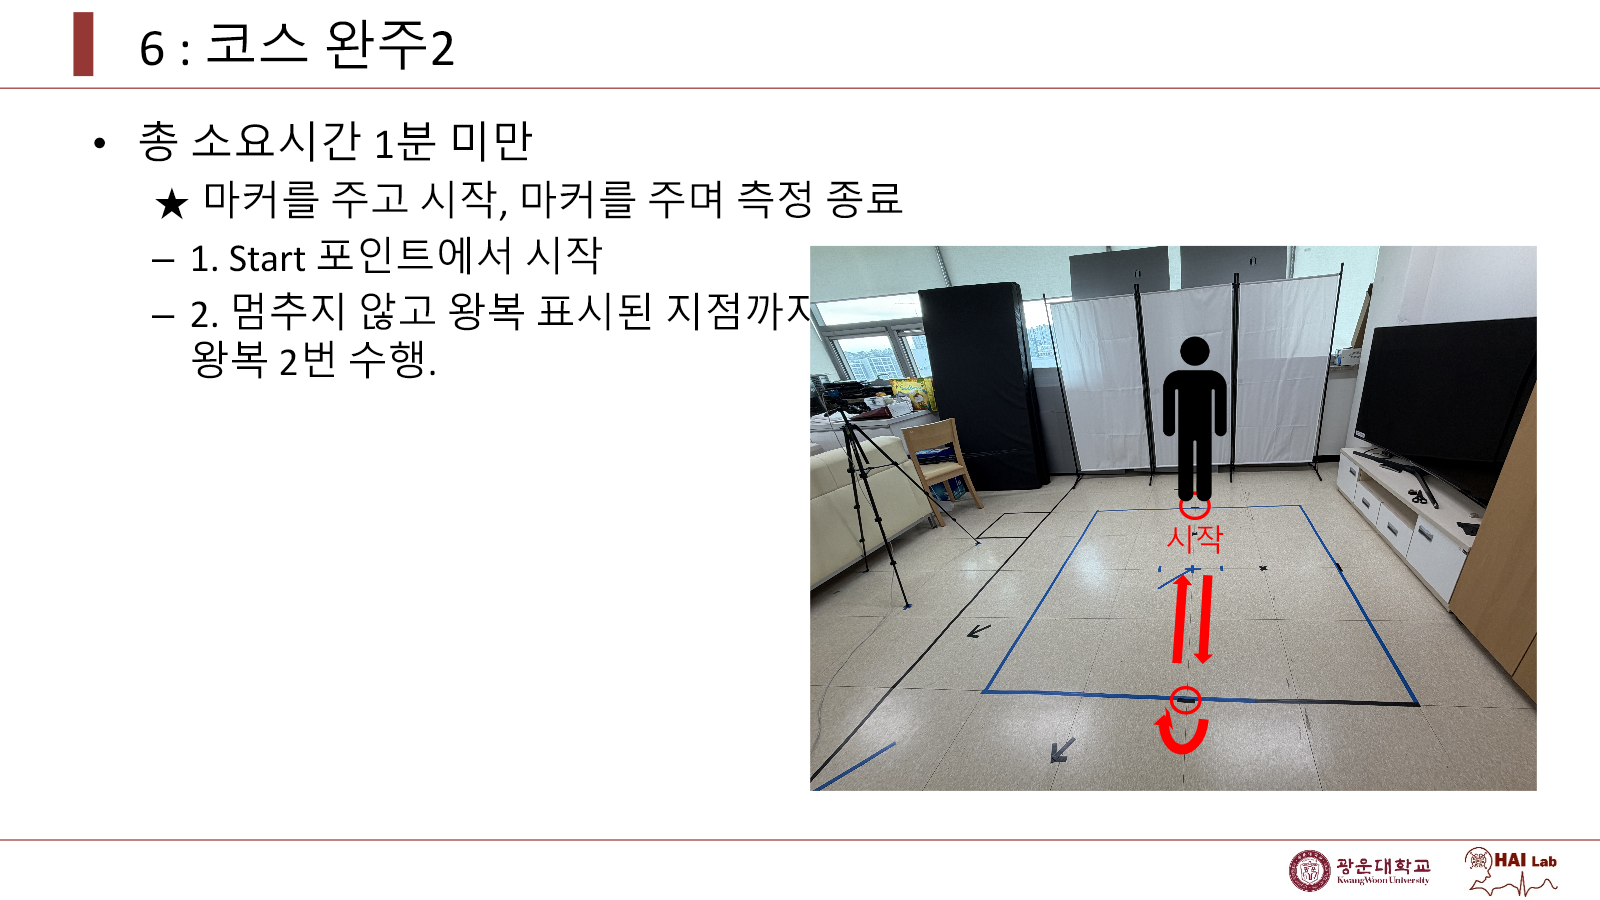 6 : 코스 완주2
• 총 소요시간 1분 미만
★ 마커를 주고 시작, 마커를 주며 측정 종료
– 1. Start 포인트에서 시작
– 2. 멈추지 않고 왕복 표시된 지점까지
왕복 2번 수행.
시작
광운대학교
KwangWoon University
HAI Lab